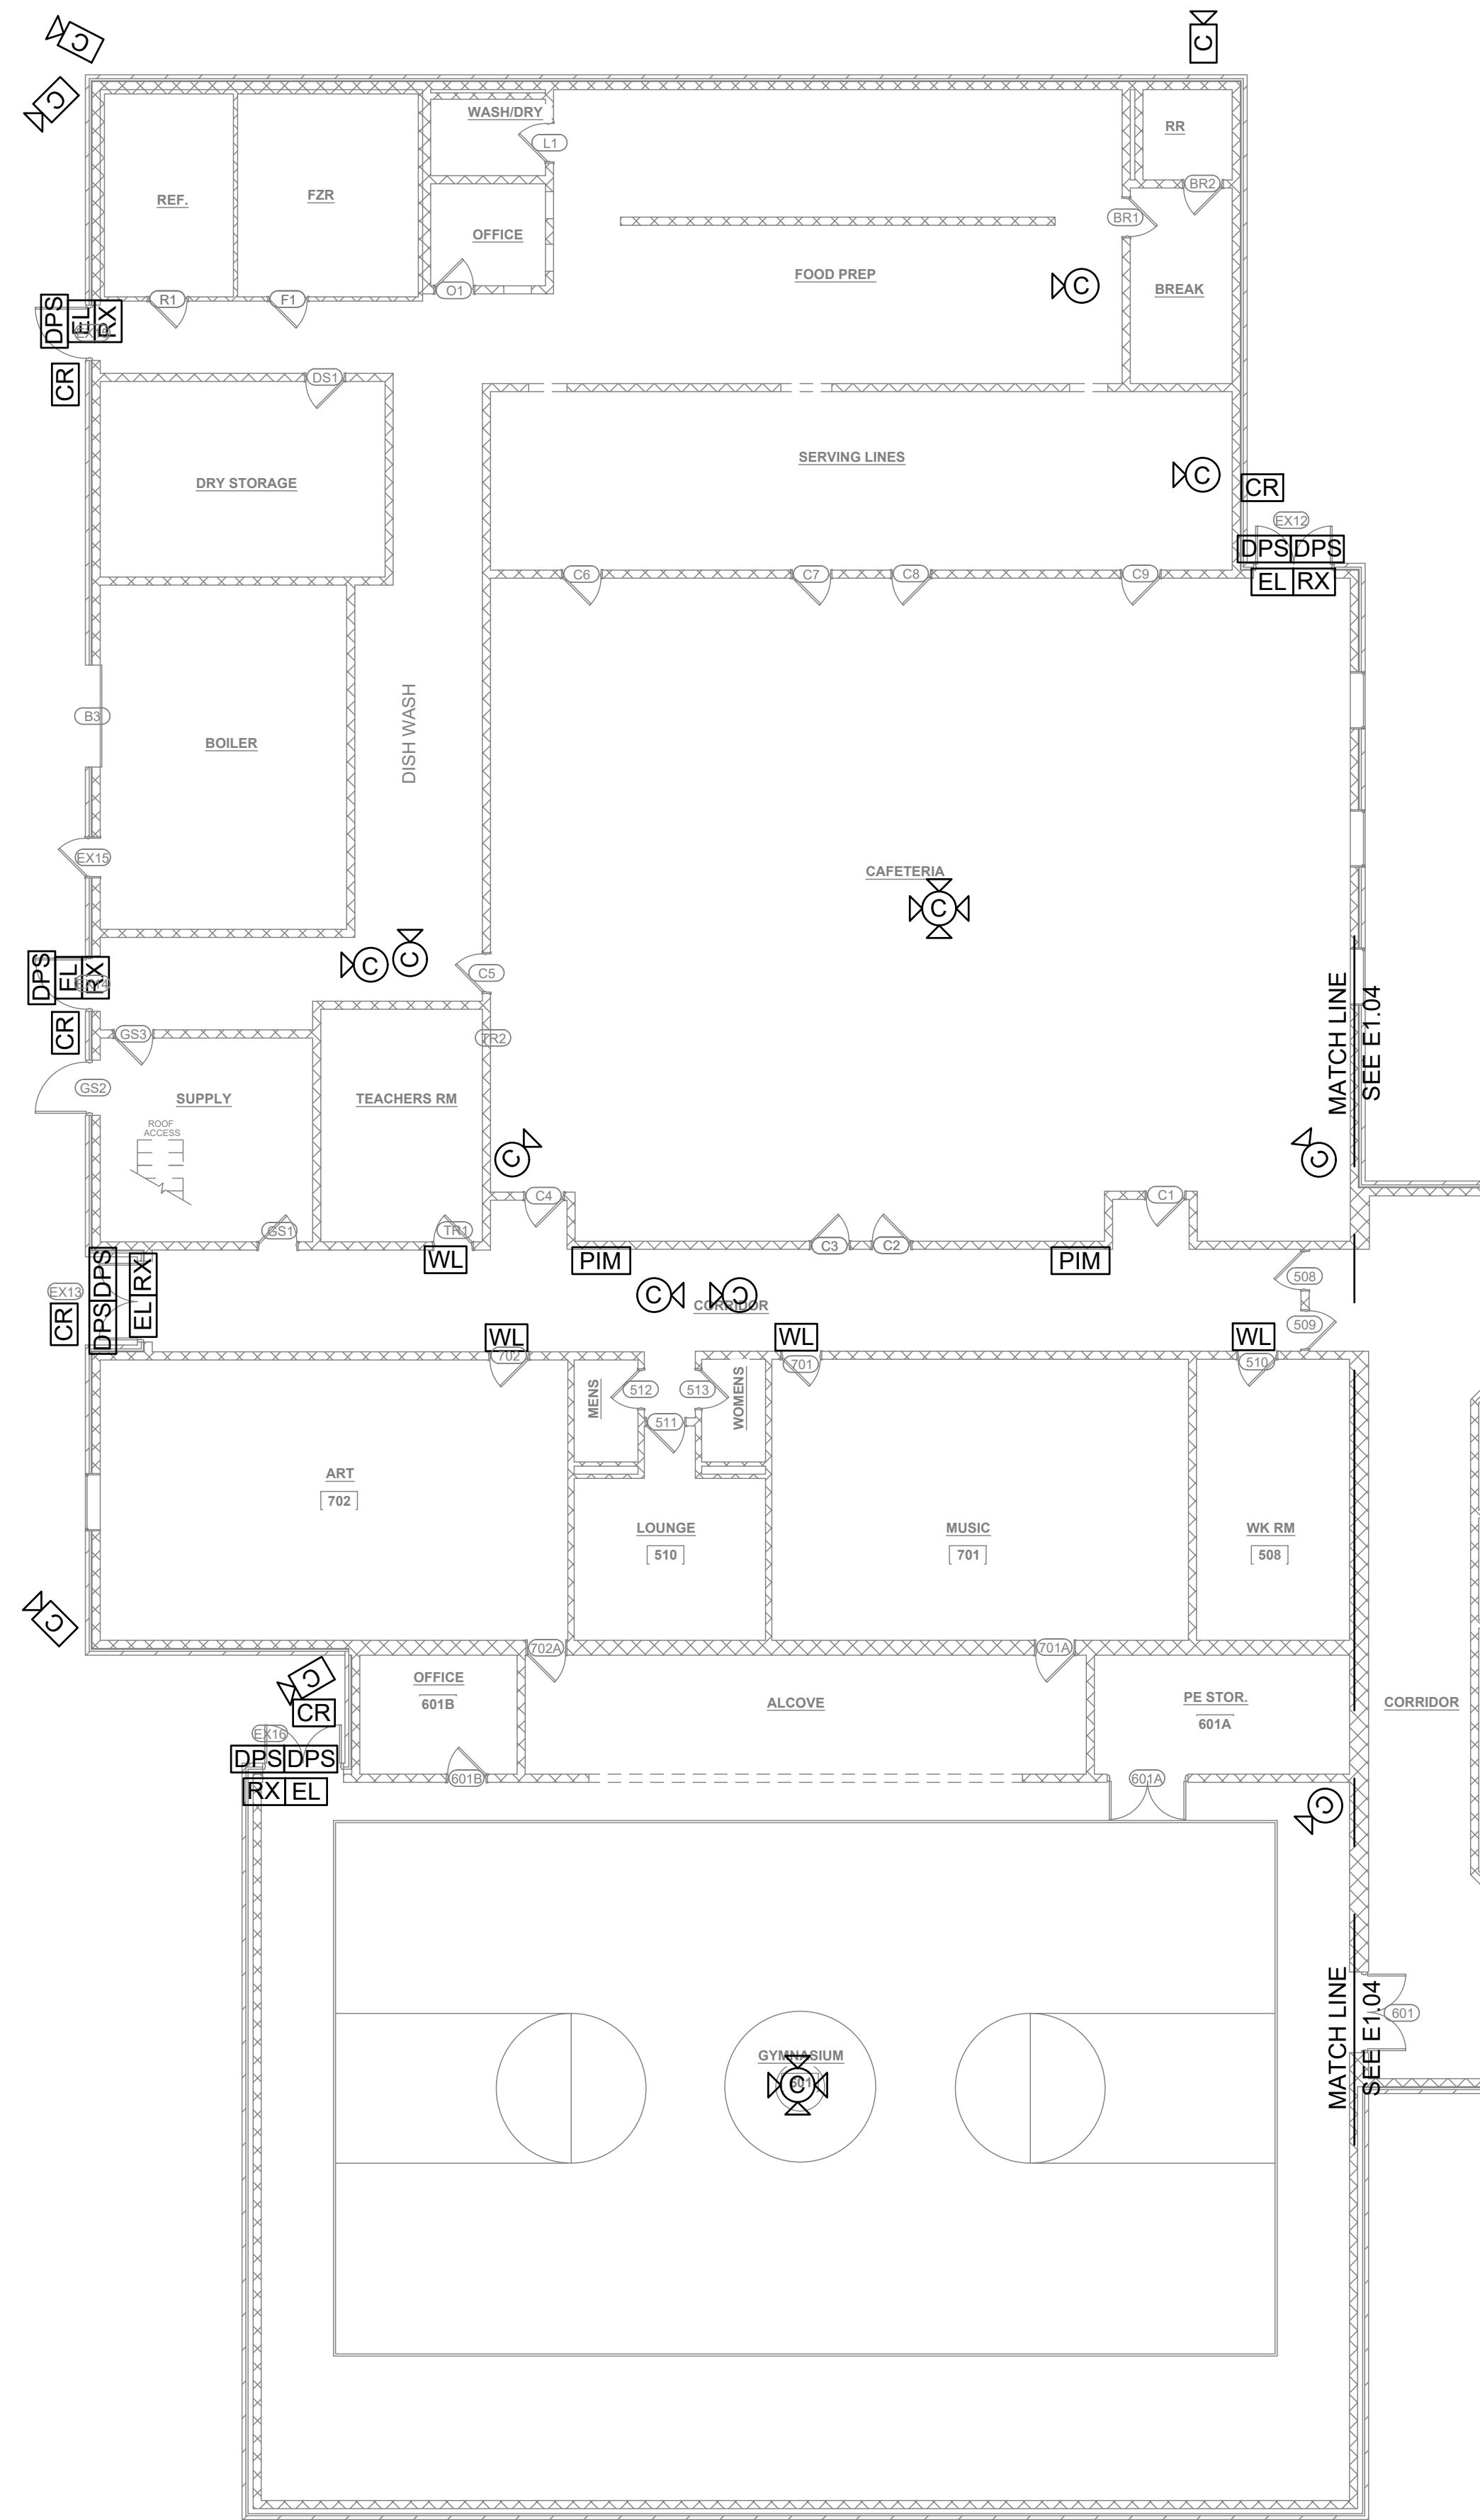 C
C
C
WASH/DRY
RR
L1
REF.
FZR
BR2
BR1
OFFICE
FOOD PREP
C
BREAK
O1
R1
F1
DPS
EL
RX
CR
DS1
SERVING LINES
C
DRY STORAGE
CR
EX12
DPS
DPS
EL
RX
C6
C7
C8
C9
B3
BOILER
DISH WASH
EX15
CAFETERIA
C
C
C
C5
DPS
EL
RX
EX14
CR
GS3
TR2
GS2
SUPPLY
TEACHERS RM
ROOF
ACCESS
MATCH LINE
SEE E1.04
C
C
C4
C1
GS1
TR1
C3
C2
WL
PIM
PIM
EX13
CR
DPS
DPS
RX
EL
C
C
CORRIDOR
508
509
WL
702
WL
701
WL
510
MENS
512
513
WOMENS
511
ART
702
LOUNGE
510
MUSIC
701
WK RM
508
C
702A
701A
C
OFFICE
601B
ALCOVE
PE STOR.
601A
CORRIDOR
CR
EX16
DPS
DPS
RX
EL
601B
601A
C
MATCH LINE
SEE E1.04
601
GYMNASIUM
601
C